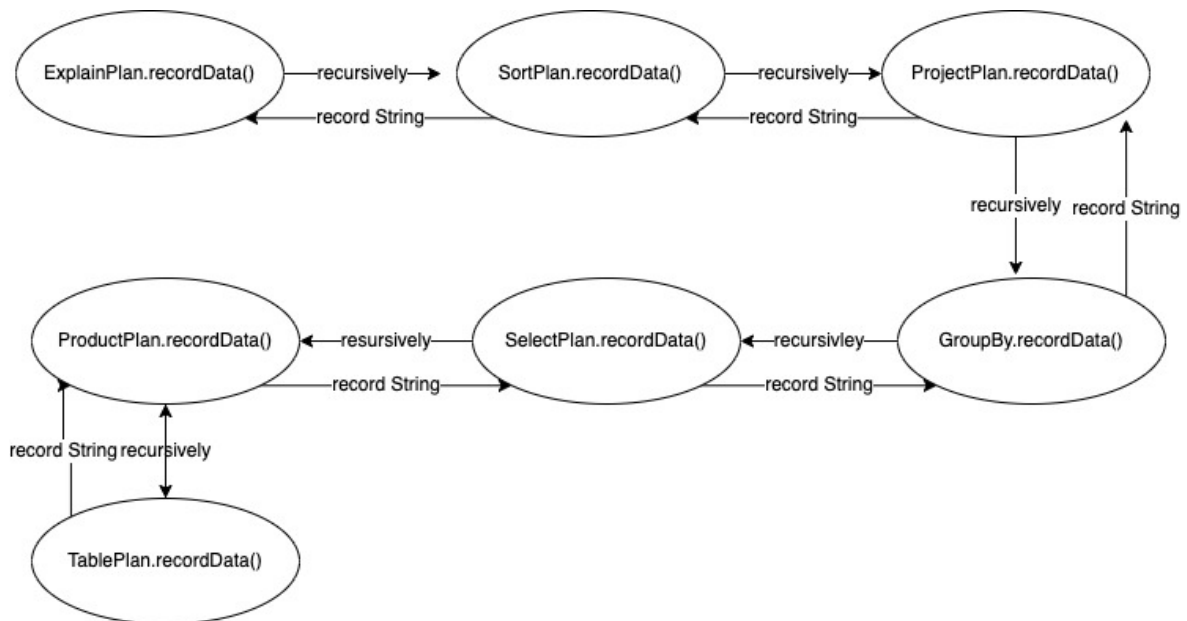 ExplainPlan.recordData()
recursively
SortPlan.recordData()
recursively
ProjectPlan.recordData()
record String
record String
recursively
record String
ProductPlan.recordData()
resursively
SelectPlan.recordData()
recursivley
GroupBy.recordData()
record String
record String
record String
recursively
TablePlan.recordData()